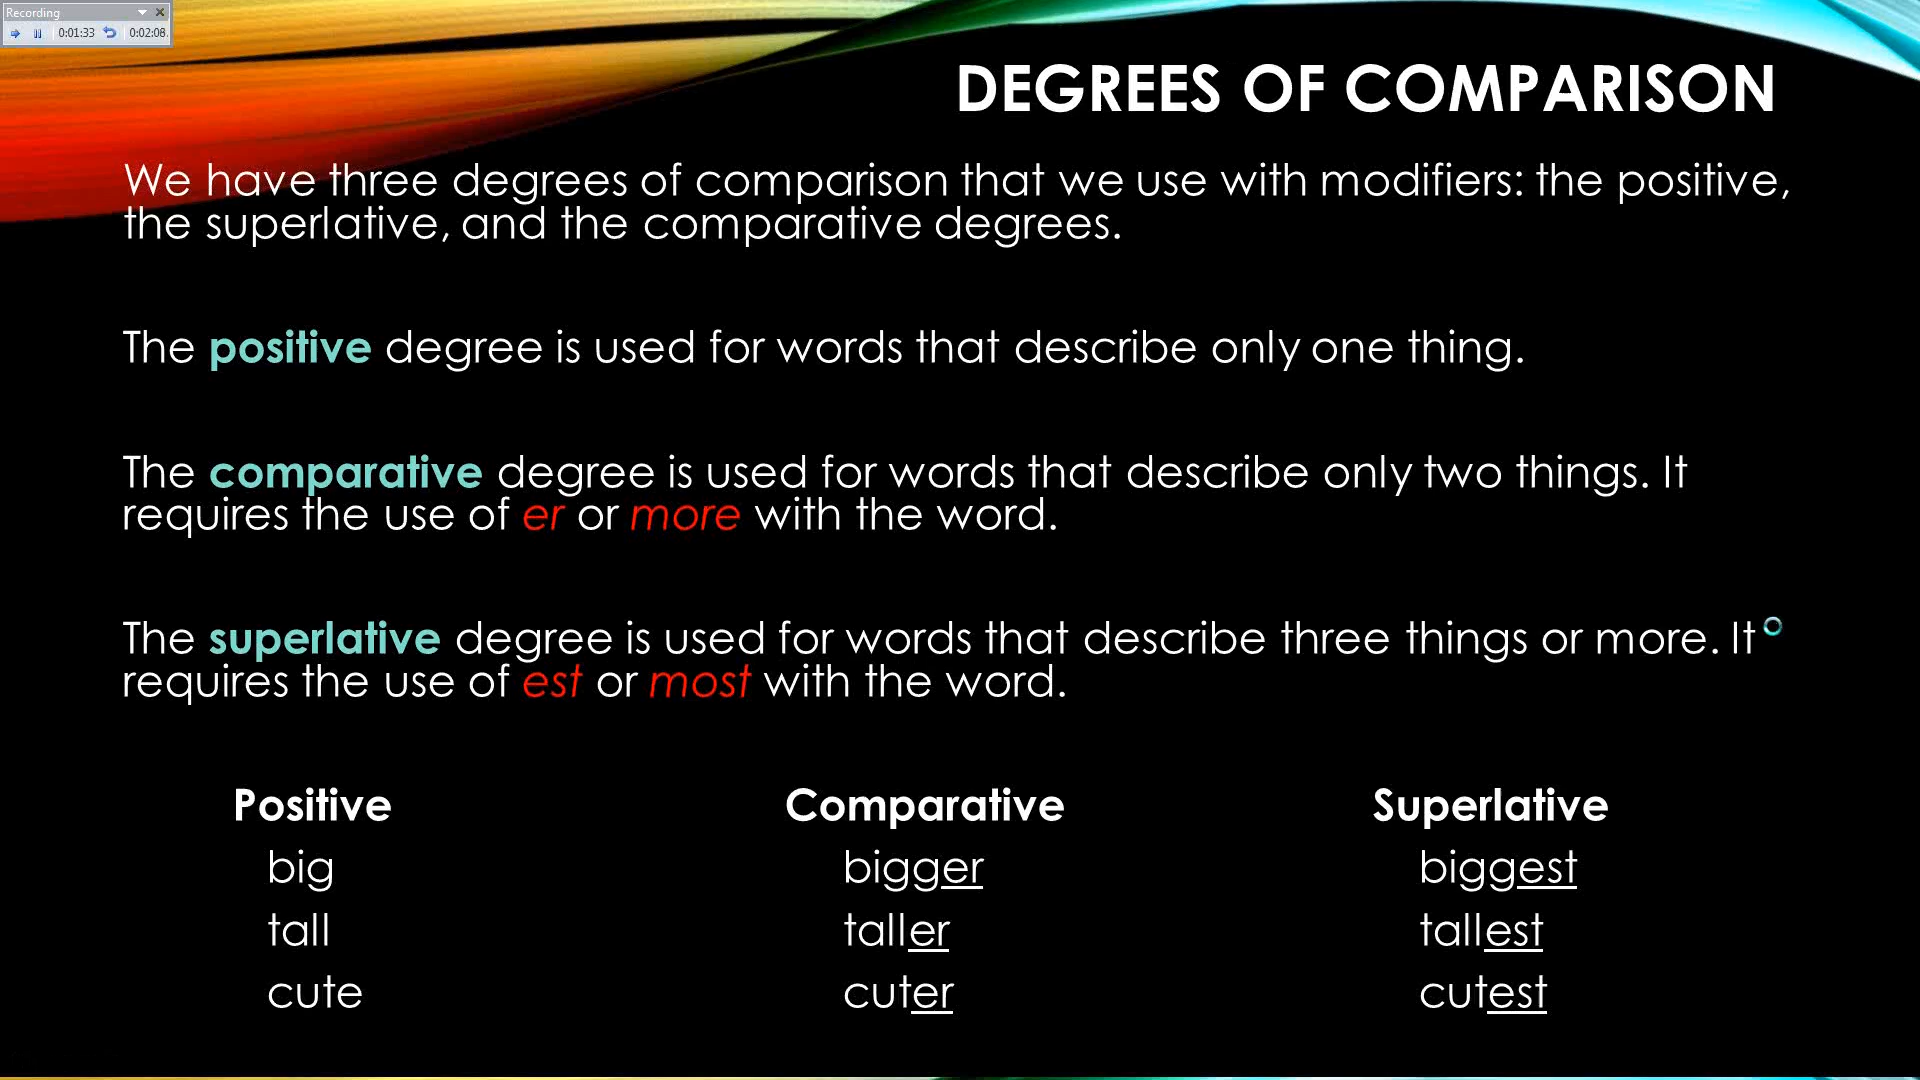 Recording
0:01:33 0:02:08
DEGREES OF COMPARISON
We have three degrees of comparison that we use with modifiers: the positive,
the superlative, and the comparative degrees.
The positive degree is used for words that describe only one thing.
The comparative degree is used for words that describe only two things. It
requires the use of er or more with the word.
The superlative degree is used for words that describe three things or more. It
requires the use of est or most with the word.
Positive Comparative Superlative
big bigger biggest
tall taller tallest
cute cuter cutest